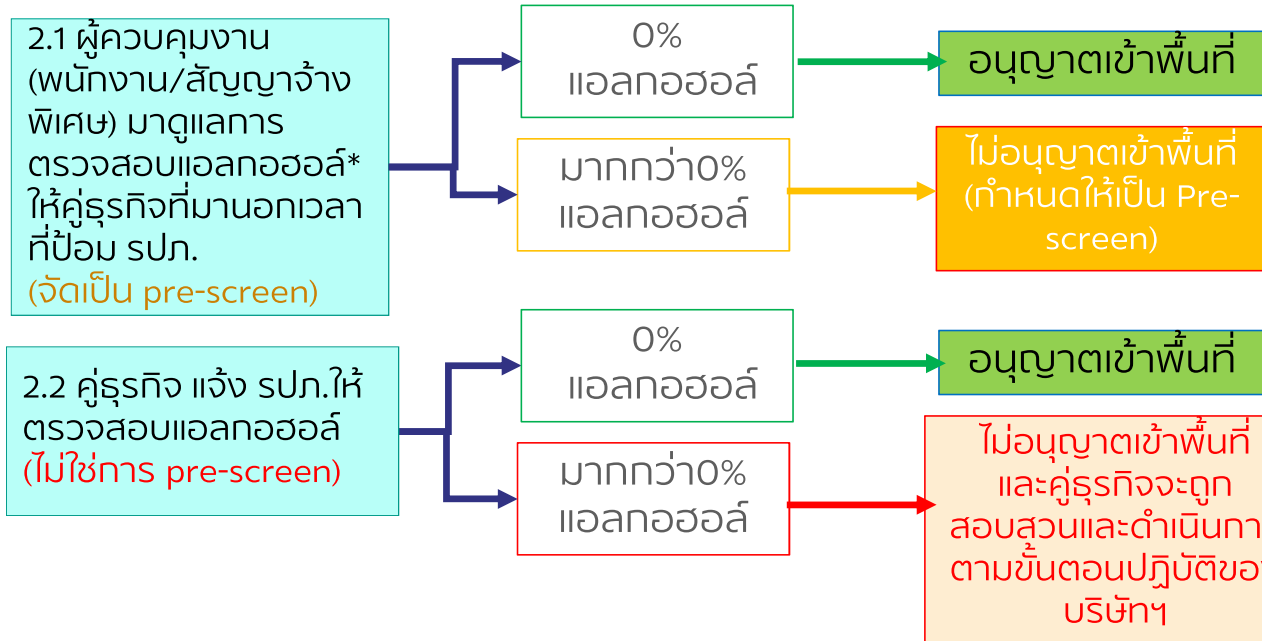 2.1 ผู้ควบคุมงาน
(พนักงาน/สัญญาจ้าง
พิเศษ) มาดูแลการ
ตรวจสอบแอลกอฮอล์*
ให้คู่ธุรกิจที่มานอกเวลา
ที่ป้อม รปภ.
(จัดเป็น pre-screen)
0%
แอลกอฮอล์
อนุญาตเข้าพื้นที่
มากกว่า0%
แอลกอฮอล์
ไม่อนุญาตเข้าพื้นที่
(กำหนดให้เป็น Pre-
screen)
2.2 คู่ธุรกิจ แจ้ง รปภ.ให้
ตรวจสอบแอลกอฮอล์
(ไม่ใช่การ pre-screen)
0%
แอลกอฮอล์
อนุญาตเข้าพื้นที่
มากกว่า0%
แอลกอฮอล์
ไม่อนุญาตเข้าพื้นที่
และคู่ธุรกิจจะถูก
สอบสวนและดำเนินกา
ตามขั้นตอนปฏิบัติขอ
บริษัทฯ